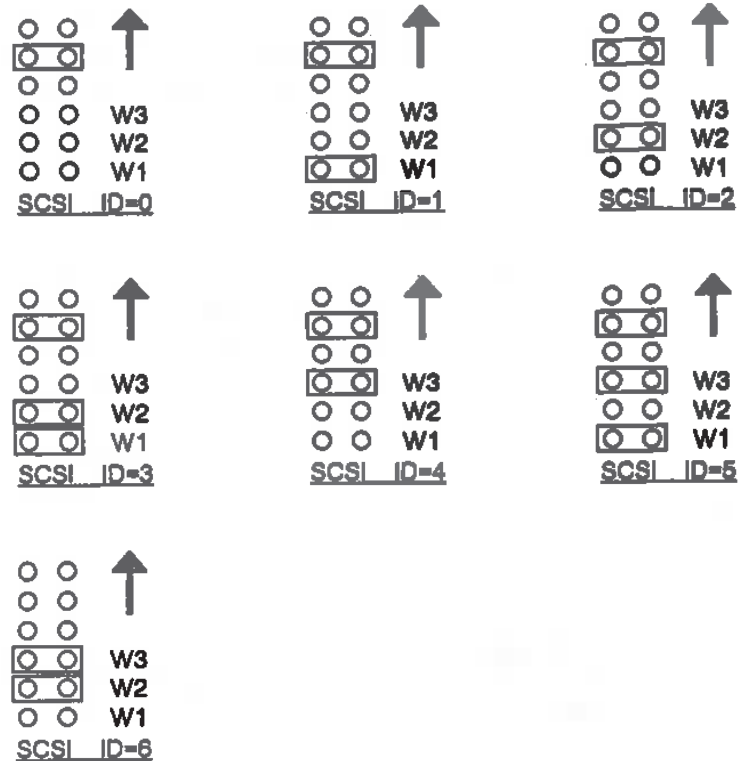 W3
W2
W1
SCSI ID=0
W3
W2
W1
SCSI ID=1
W3
W2
W1
SCSI ID=2
W3
W2
W1
SCSI ID=3
W3
W2
W1
SCSI ID=4
W3
W2
W1
SCSI ID=5
W3
W2
W1
SCSI ID=6